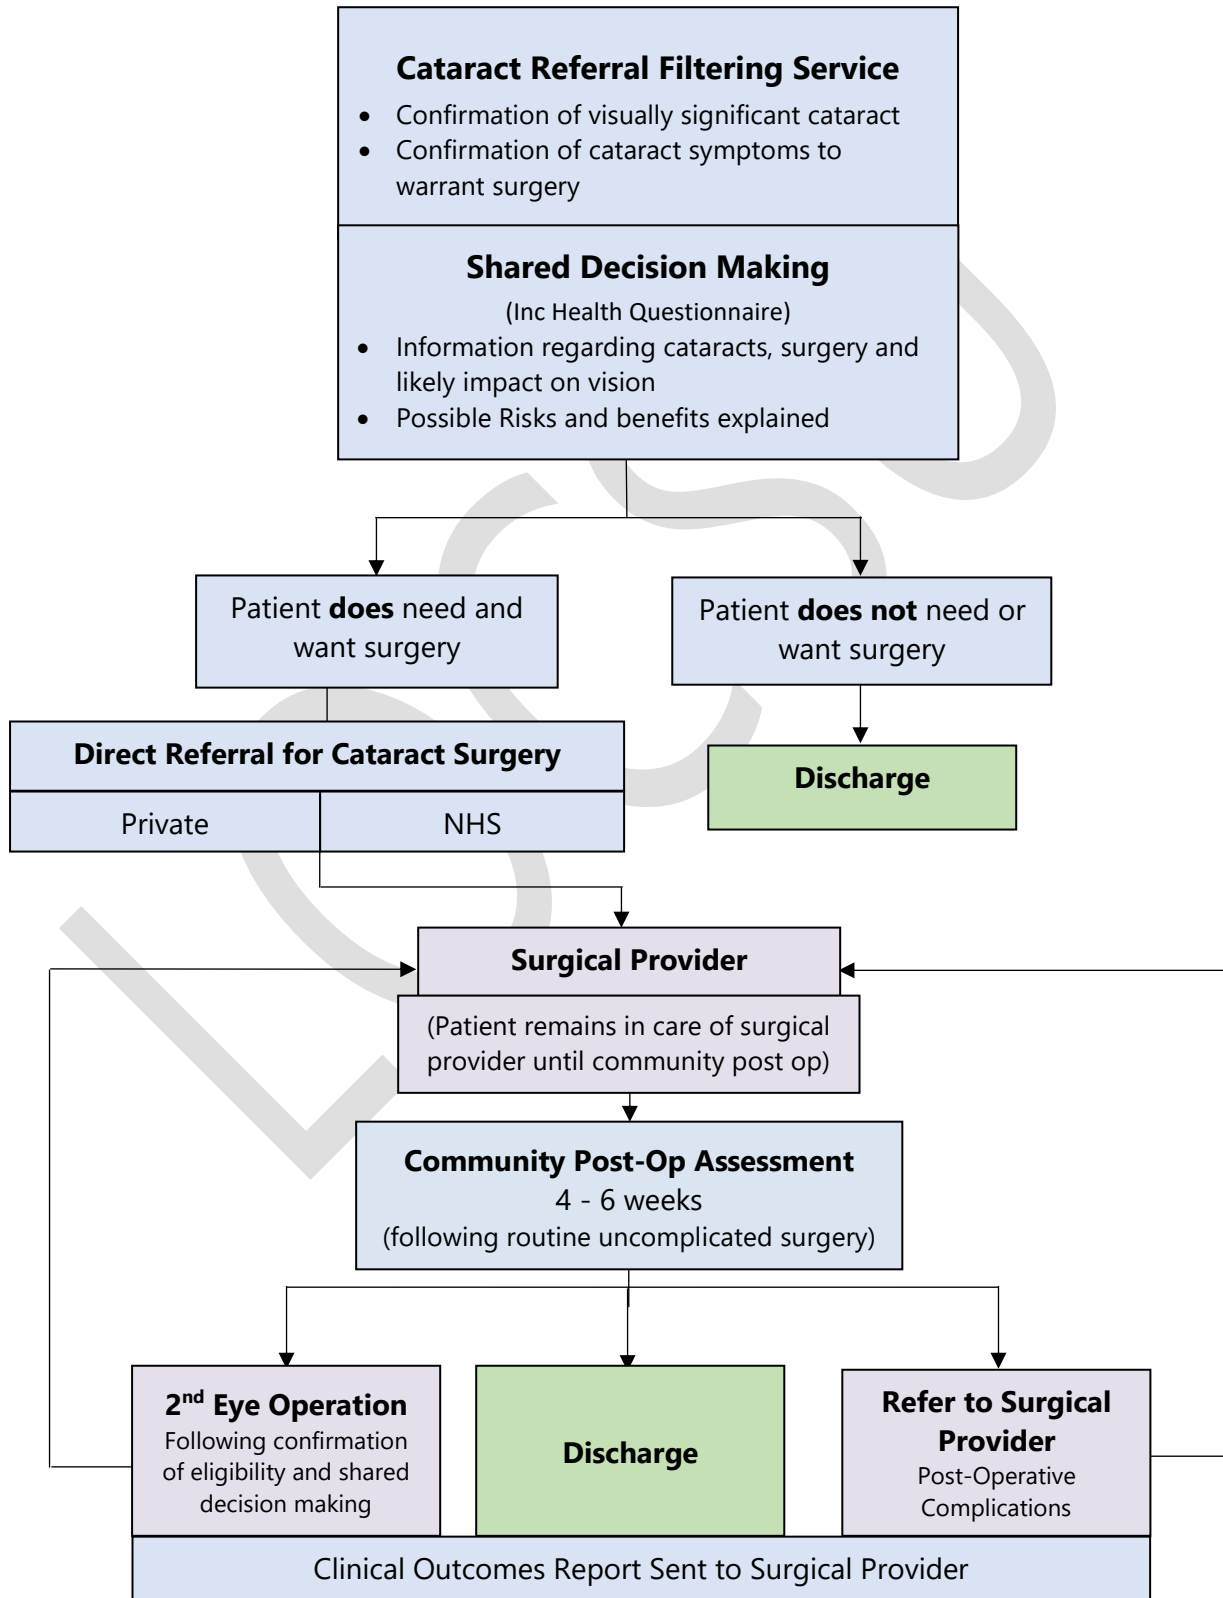 Cataract Referral Filtering Service
• Confirmation of visually significant cataract
• Confirmation of cataract symptoms to
warrant surgery
Shared Decision Making
(Inc Health Questionnaire)
• Information regarding cataracts, surgery and
likely impact on vision
• Possible Risks and benefits explained
Patient does need and
want surgery
Patient does not need or
want surgery
Direct Referral for Cataract Surgery
Private
NHS
Discharge
Surgical Provider
(Patient remains in care of surgical
provider until community post op)
Community Post-Op Assessment
4 - 6 weeks
(following routine uncomplicated surgery)
2nd Eye Operation
Following confirmation
of eligibility and shared
decision making
Discharge
Refer to Surgical
Provider
Post-Operative
Complications
Clinical Outcomes Report Sent to Surgical Provider
LOCSU